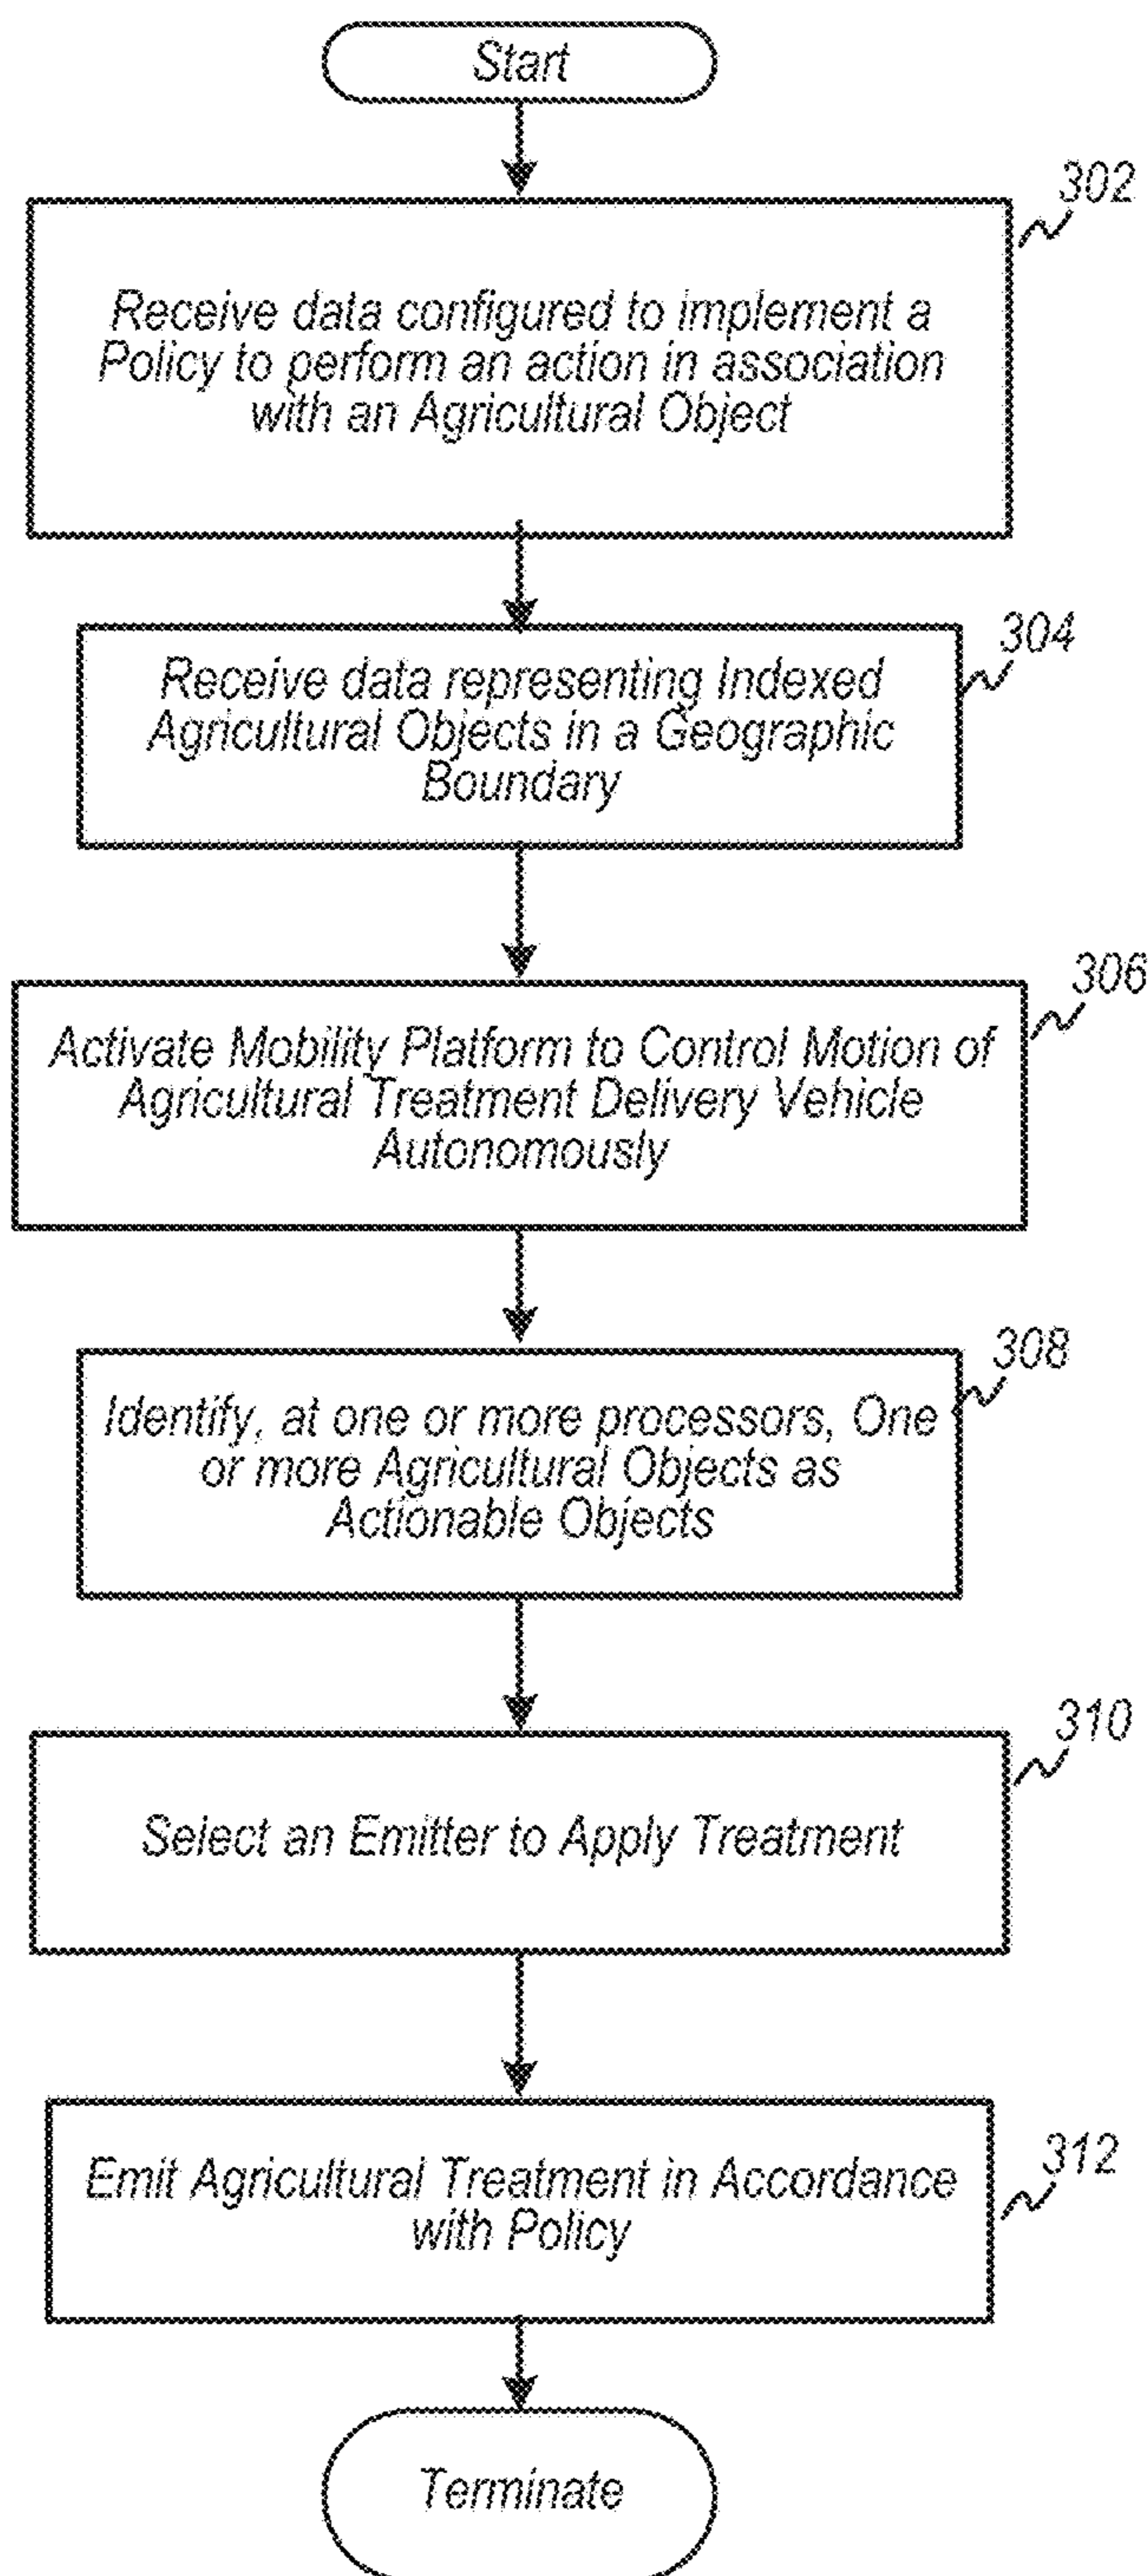 Start
302
Receive data configured to implement a
Policy to perform an action in association
with an Agricultural Object
304
Receive data representing Indexed
Agricultural Objects in a Geographic
Boundary
306
Activate Mobility Platform to Control Motion of
Agricultural Treatment Delivery Vehicle
Autonomously
308
Identify, at one or more processors, One
or more Agricultural Objects as
Actionable Objects
310
Select an Emitter to Apply Treatment
312
Emit Agricultural Treatment in Accordance
with Policy
Terminate